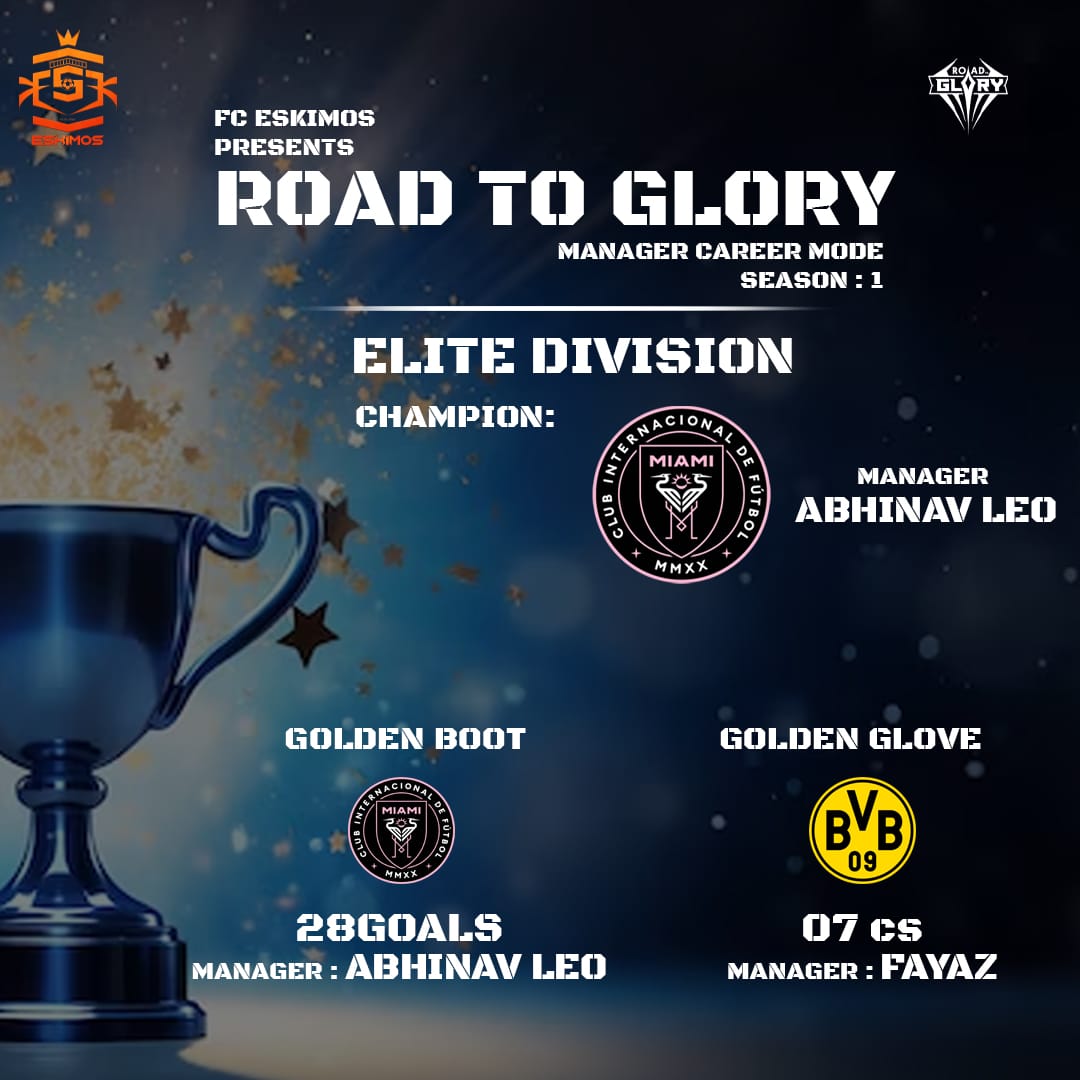 ESKIMOS
ROAD
GLORY
FC ESKIMOS
PRESENTS
ROAD TO GLORY
MANAGER CAREER MODE
SEASON : 1
ELITE DIVISION
CHAMPION:
CLUB INTERNACIONAL DE FÚTBOL
MIAMI
MMXX
MANAGER
ABHINAV LEO
GOLDEN BOOT
GOLDEN GLOVE
CLUB INTERNACIONAL DE FÚTBOL
MIAMI
MMXX
BVB
09
28GOALS
07 CS
MANAGER : ABHINAV LEO
MANAGER : FAYAZ